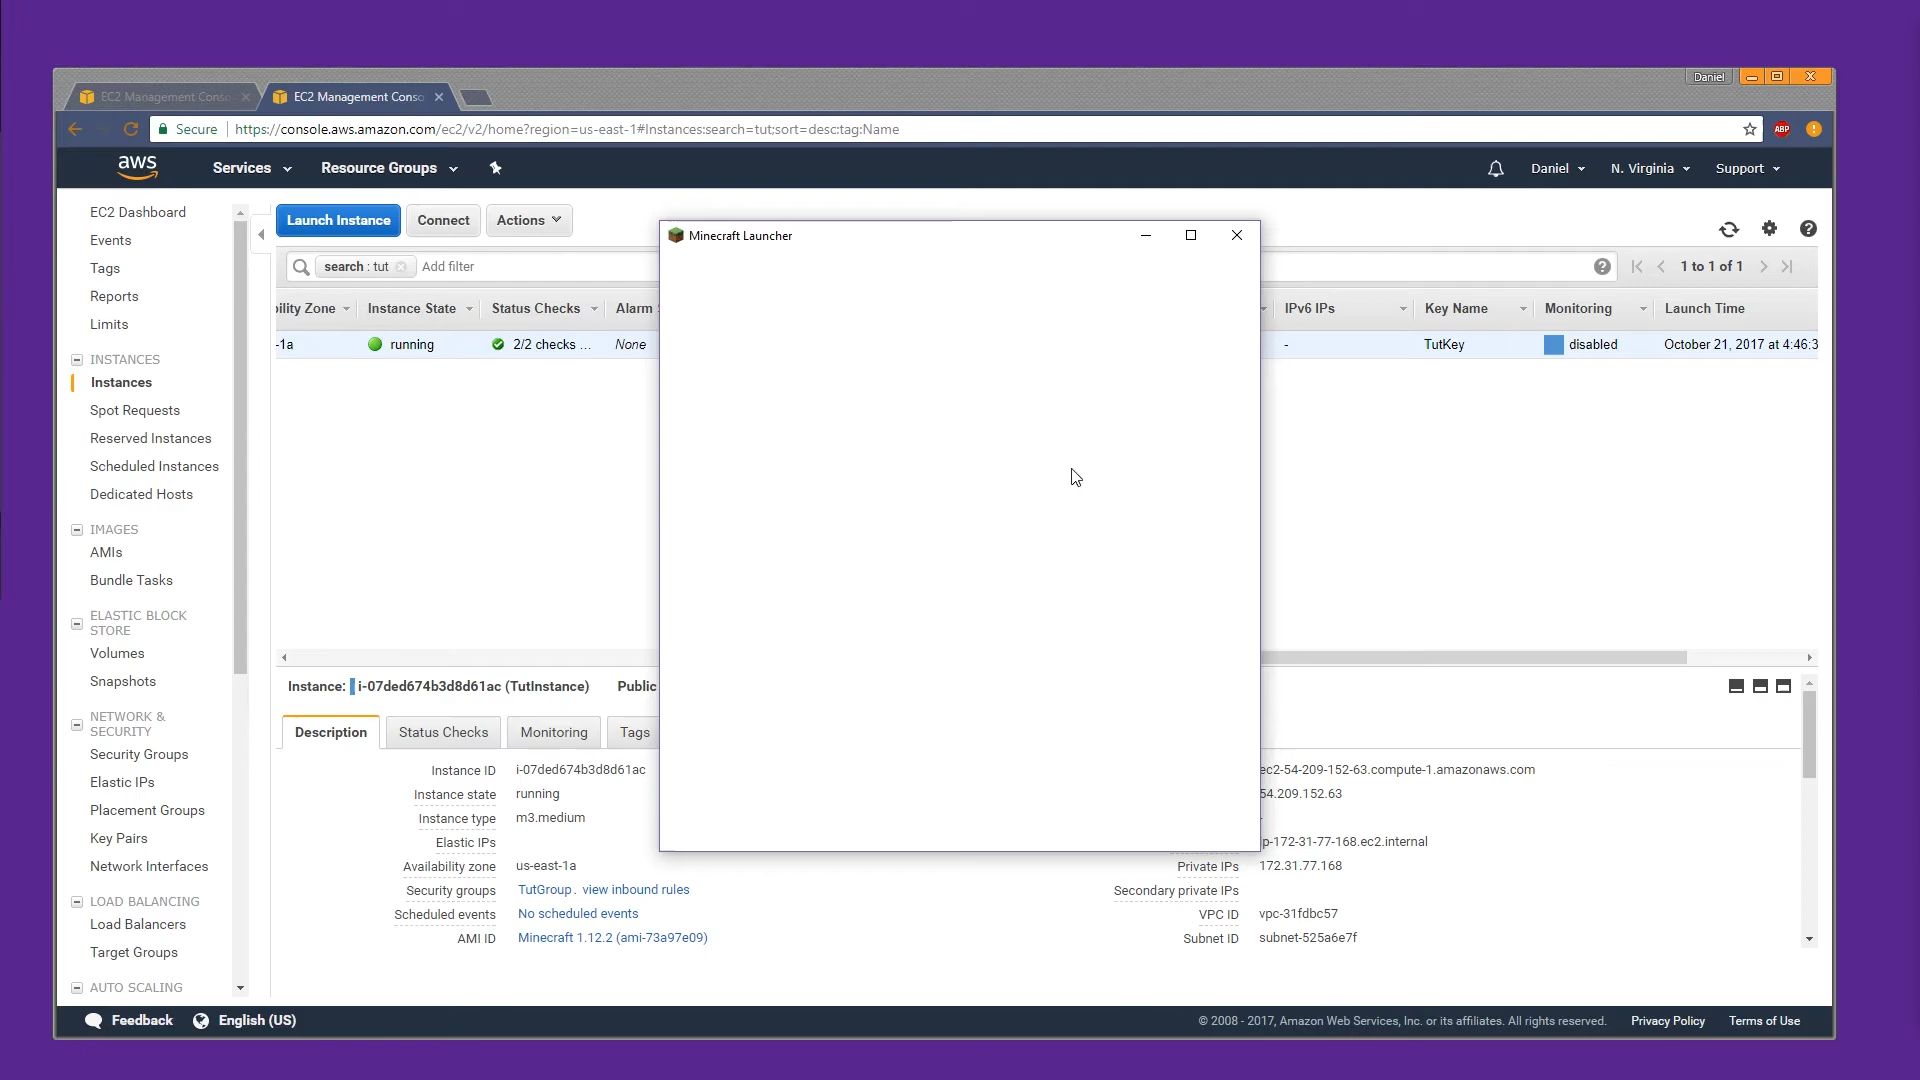 Daniel
EC2 Management Conso
EC2 Management Conso
Secure
https://console.aws.amazon.com/ec2/v2/home?region=us-east-1#Instances:search=tut;sort=desc:tag:Name
ABP
aws
Services
Resource Groups
Daniel
N. Virginia
Support
EC2 Dashboard
Events
Tags
Reports
Limits
INSTANCES
Instances
Spot Requests
Reserved Instances
Scheduled Instances
Dedicated Hosts
IMAGES
AMIs
Bundle Tasks
ELASTIC BLOCK
STORE
Volumes
Snapshots
NETWORK &
SECURITY
Security Groups
Elastic IPs
Placement Groups
Key Pairs
Network Interfaces
LOAD BALANCING
Load Balancers
Target Groups
AUTO SCALING
Launch Instance
Connect
Actions
search : tut
Add filter
1 to 1 of 1
bility Zone
Instance State
Status Checks
Alarm
IPv6 IPs
Key Name
Monitoring
Launch Time
-1a
running
2/2 checks ...
None
-
TutKey
disabled
October 21, 2017 at 4:46:3
Minecraft Launcher
Instance:
i-07ded674b3d8d61ac (TutInstance)
Public
Description
Status Checks
Monitoring
Tags
Instance ID
i-07ded674b3d8d61ac
ec2-54-209-152-63.compute-1.amazonaws.com
Instance state
running
54.209.152.63
Instance type
m3.medium
-
Elastic IPs
ip-172-31-77-168.ec2.internal
Availability zone
us-east-1a
Private IPs
172.31.77.168
Security groups
TutGroup. view inbound rules
Secondary private IPs
Scheduled events
No scheduled events
VPC ID
vpc-31fdbc57
AMI ID
Minecraft 1.12.2 (ami-73a97e09)
Subnet ID
subnet-525a6e7f
Feedback
English (US)
© 2008 - 2017, Amazon Web Services, Inc. or its affiliates. All rights reserved.
Privacy Policy
Terms of Use